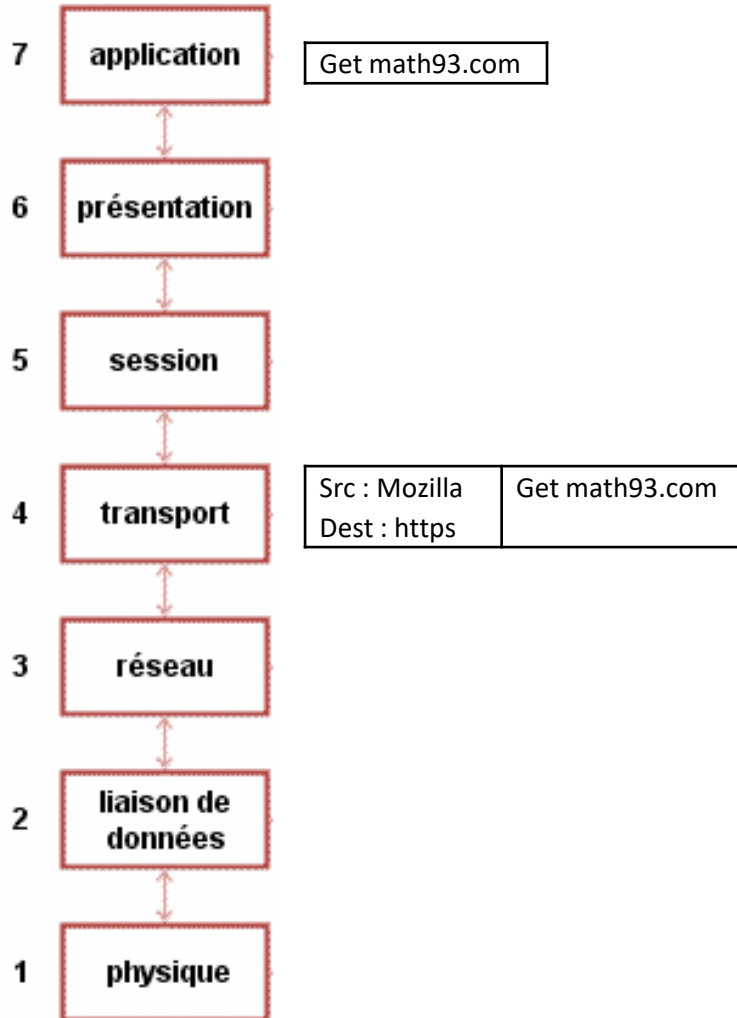 7 application Get math93.com
6 présentation
5 session
Src : Mozilla Get math93.com
4 transport
Dest : https
3 réseau
liaison de
2
données
1 physique